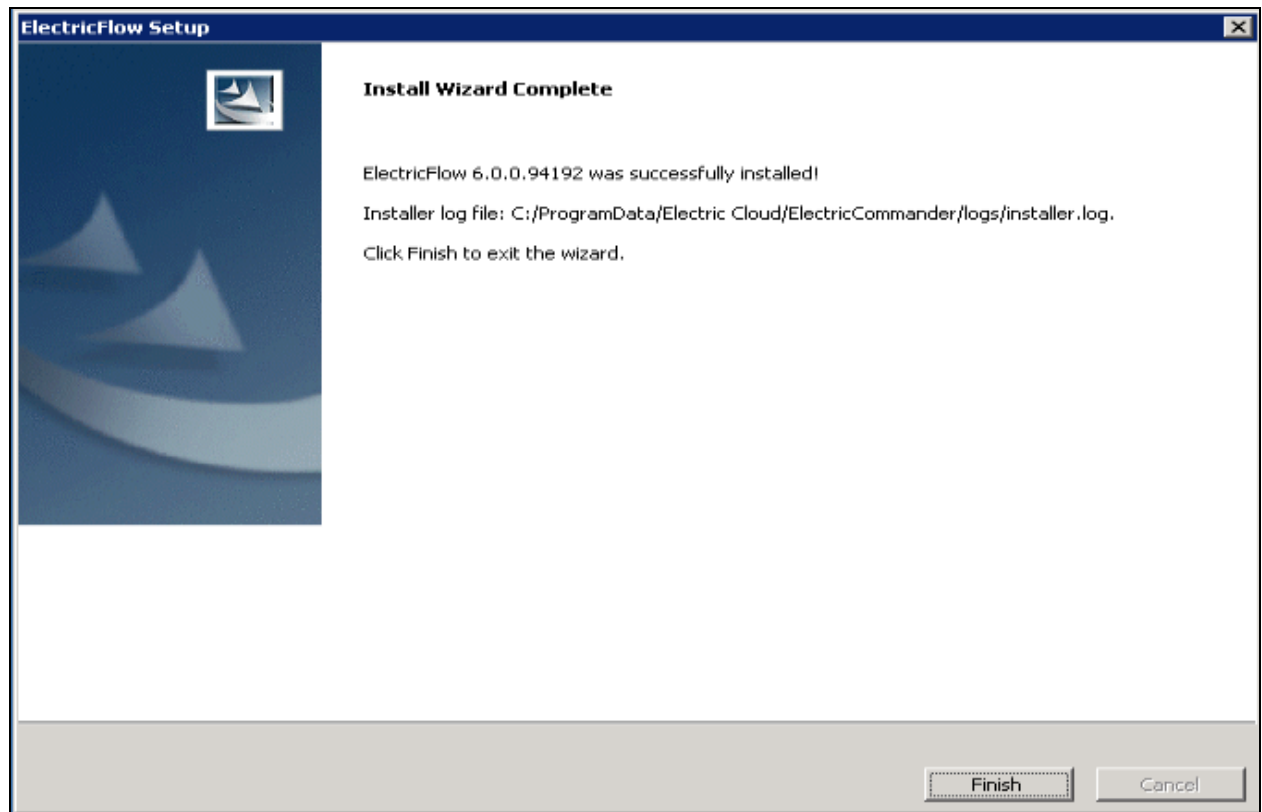 ElectricFlow Setup
Install Wizard Complete
ElectricFlow 6.0.0.94192 was successfully installed!
Installer log file: C:/ProgramData/Electric Cloud/ElectricCommander/logs/installer.log.
Click Finish to exit the wizard.
Finish
Cancel